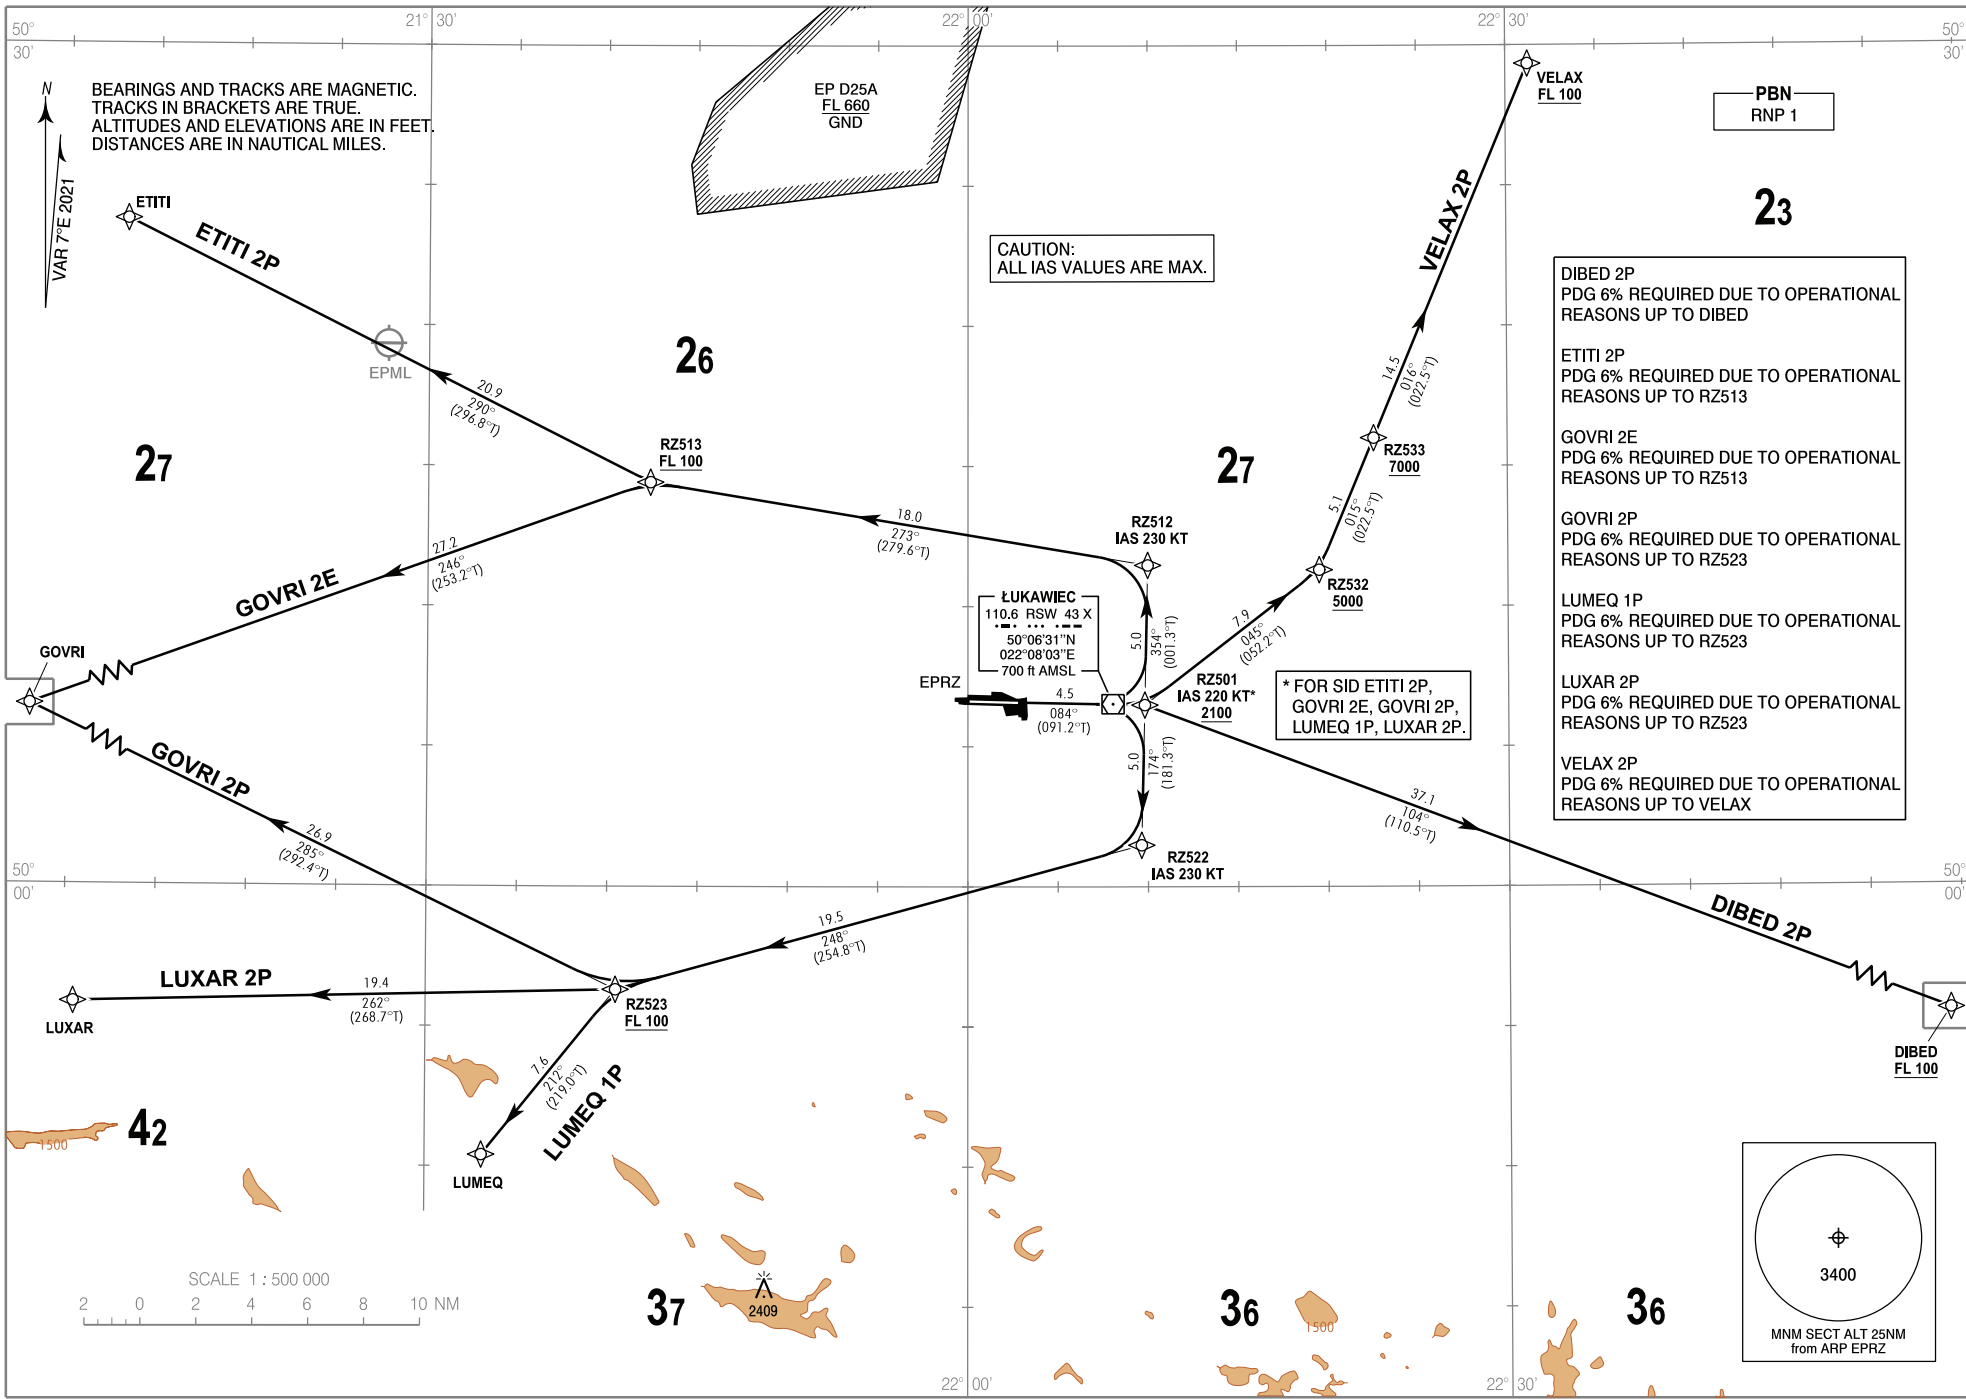 21° 30'
22° 00'
22° 30'
50°
30'
50°
30'
N
VAR 7°E 2021
BEARINGS AND TRACKS ARE MAGNETIC.
TRACKS IN BRACKETS ARE TRUE.
ALTITUDES AND ELEVATIONS ARE IN FEET.
DISTANCES ARE IN NAUTICAL MILES.
EP D25A
FL 660
GND
VELAX
FL 100
PBN
RNP 1
ETITI
ETITI 2P
VELAX 2P
23
CAUTION:
ALL IAS VALUES ARE MAX.
DIBED 2P
PDG 6% REQUIRED DUE TO OPERATIONAL
REASONS UP TO DIBED
ETITI 2P
PDG 6% REQUIRED DUE TO OPERATIONAL
REASONS UP TO RZ513
GOVRI 2E
PDG 6% REQUIRED DUE TO OPERATIONAL
REASONS UP TO RZ513
GOVRI 2P
PDG 6% REQUIRED DUE TO OPERATIONAL
REASONS UP TO RZ523
LUMEQ 1P
PDG 6% REQUIRED DUE TO OPERATIONAL
REASONS UP TO RZ523
LUXAR 2P
PDG 6% REQUIRED DUE TO OPERATIONAL
REASONS UP TO RZ523
VELAX 2P
PDG 6% REQUIRED DUE TO OPERATIONAL
REASONS UP TO VELAX
EPML
26
20.9
290°
(296.8°T)
14.5
016°
(022.5°T)
27
RZ513
FL 100
27
RZ533
7000
5.1
015°
(022.5°T)
18.0
273°
(279.6°T)
RZ512
IAS 230 KT
27.2
246°
(253.2°T)
GOVRI 2E
RZ532
5000
ŁUKAWIEC
110.6 RSW 43 X
50°06'31"N
022°08'03"E
700 ft AMSL
5.0
354°
(001.3°T)
7.9
045°
(052.2°T)
GOVRI
EPRZ
4.5
084°
(091.2°T)
RZ501
IAS 220 KT*
2100
* FOR SID ETITI 2P,
GOVRI 2E, GOVRI 2P,
LUMEQ 1P, LUXAR 2P.
GOVRI 2P
5.0
174°
(181.3°T)
26.9
285°
(292.4°T)
37.1
104°
(110.5°T)
50°
00'
50°
00'
RZ522
IAS 230 KT
19.5
248°
(254.8°T)
DIBED 2P
LUXAR 2P
19.4
262°
(268.7°T)
LUXAR
RZ523
FL 100
DIBED
FL 100
7.6
212°
(219.0°T)
LUMEQ 1P
42
1500
LUMEQ
SCALE 1 : 500 000
2 0 2 4 6 8 10 NM
37
2409
36
1500
36
3400
MNM SECT ALT 25NM
from ARP EPRZ
22° 00'
22° 30'